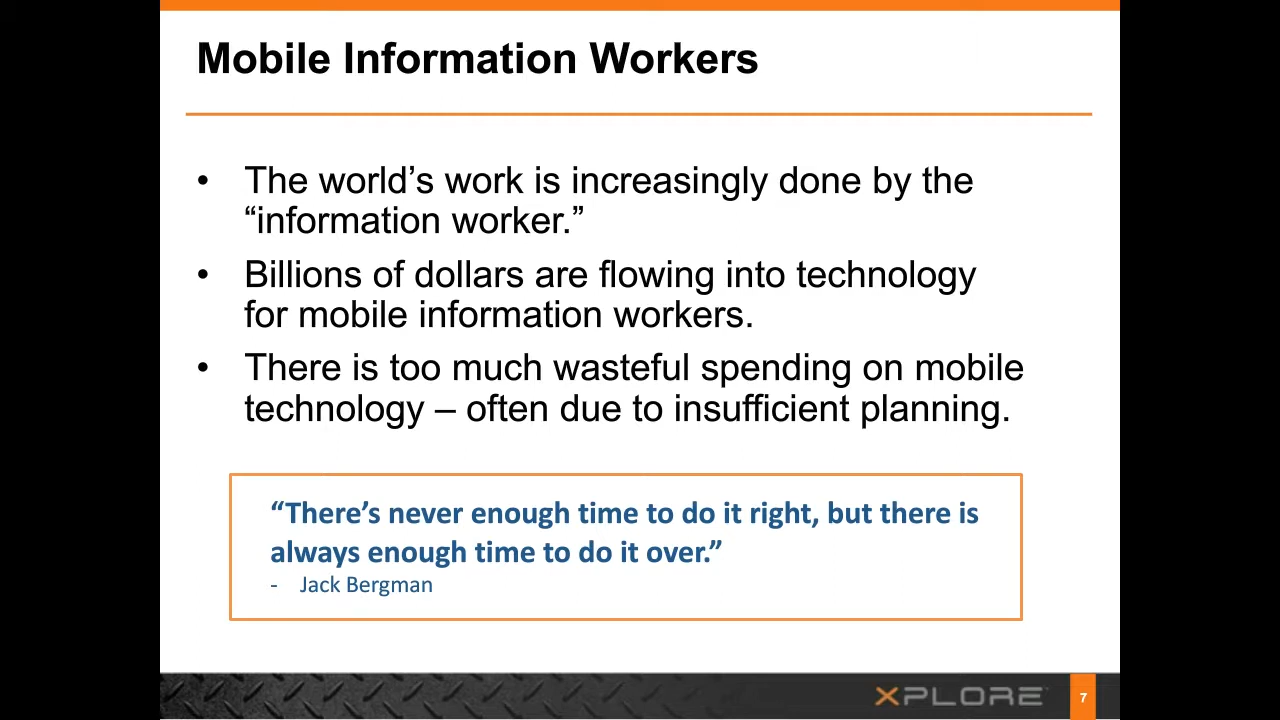 Mobile Information Workers
• The world’s work is increasingly done by the
“information worker.”
• Billions of dollars are flowing into technology
for mobile information workers.
• There is too much wasteful spending on mobile
technology – often due to insufficient planning.
“There’s never enough time to do it right, but there is
always enough time to do it over.”
- Jack Bergman
XPLORE
7